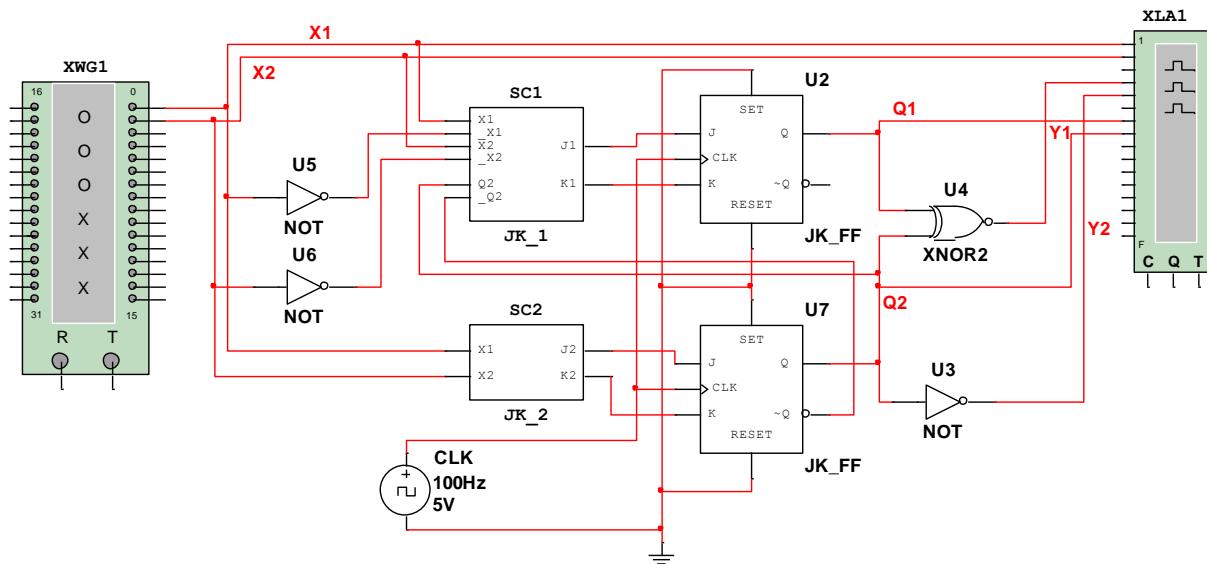 XWG1
16
0
O
O
O
X
X
X
31
15
R
T
X1
X2
U5
NOT
U6
NOT
SC1
X1
_X1
X2
_X2
Q2
_Q2
J1
K1
JK_1
SC2
X1
X2
J2
K2
JK_2
CLK
100Hz
5V
U2
SET
J
Q
CLK
K
~Q
RESET
JK_FF
U7
SET
J
Q
CLK
K
~Q
RESET
JK_FF
Q1
Y1
U4
XNOR2
Y2
Q2
U3
NOT
XLA1
1
F
C
Q
T